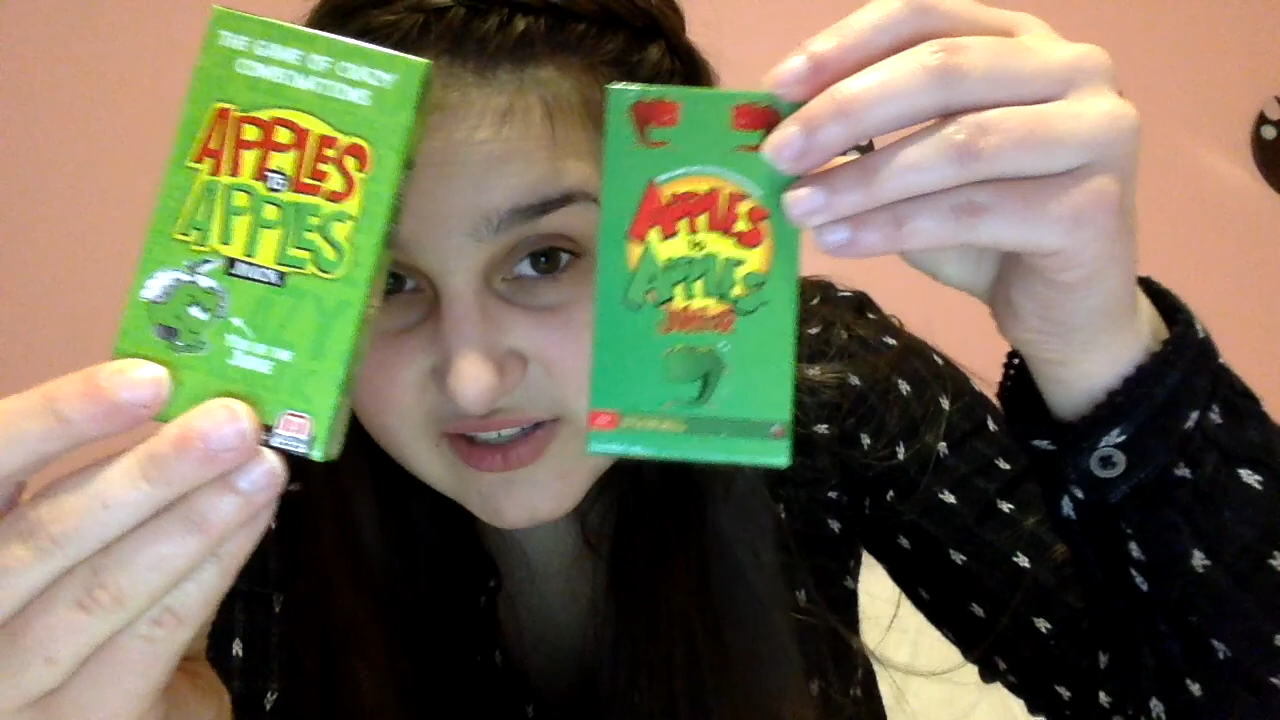 THE GAME OF CRAZY
COMBINATIONS
APPLES
TO
APPLES
JUNIOR
APPLES
to
APPLES
JUNIOR